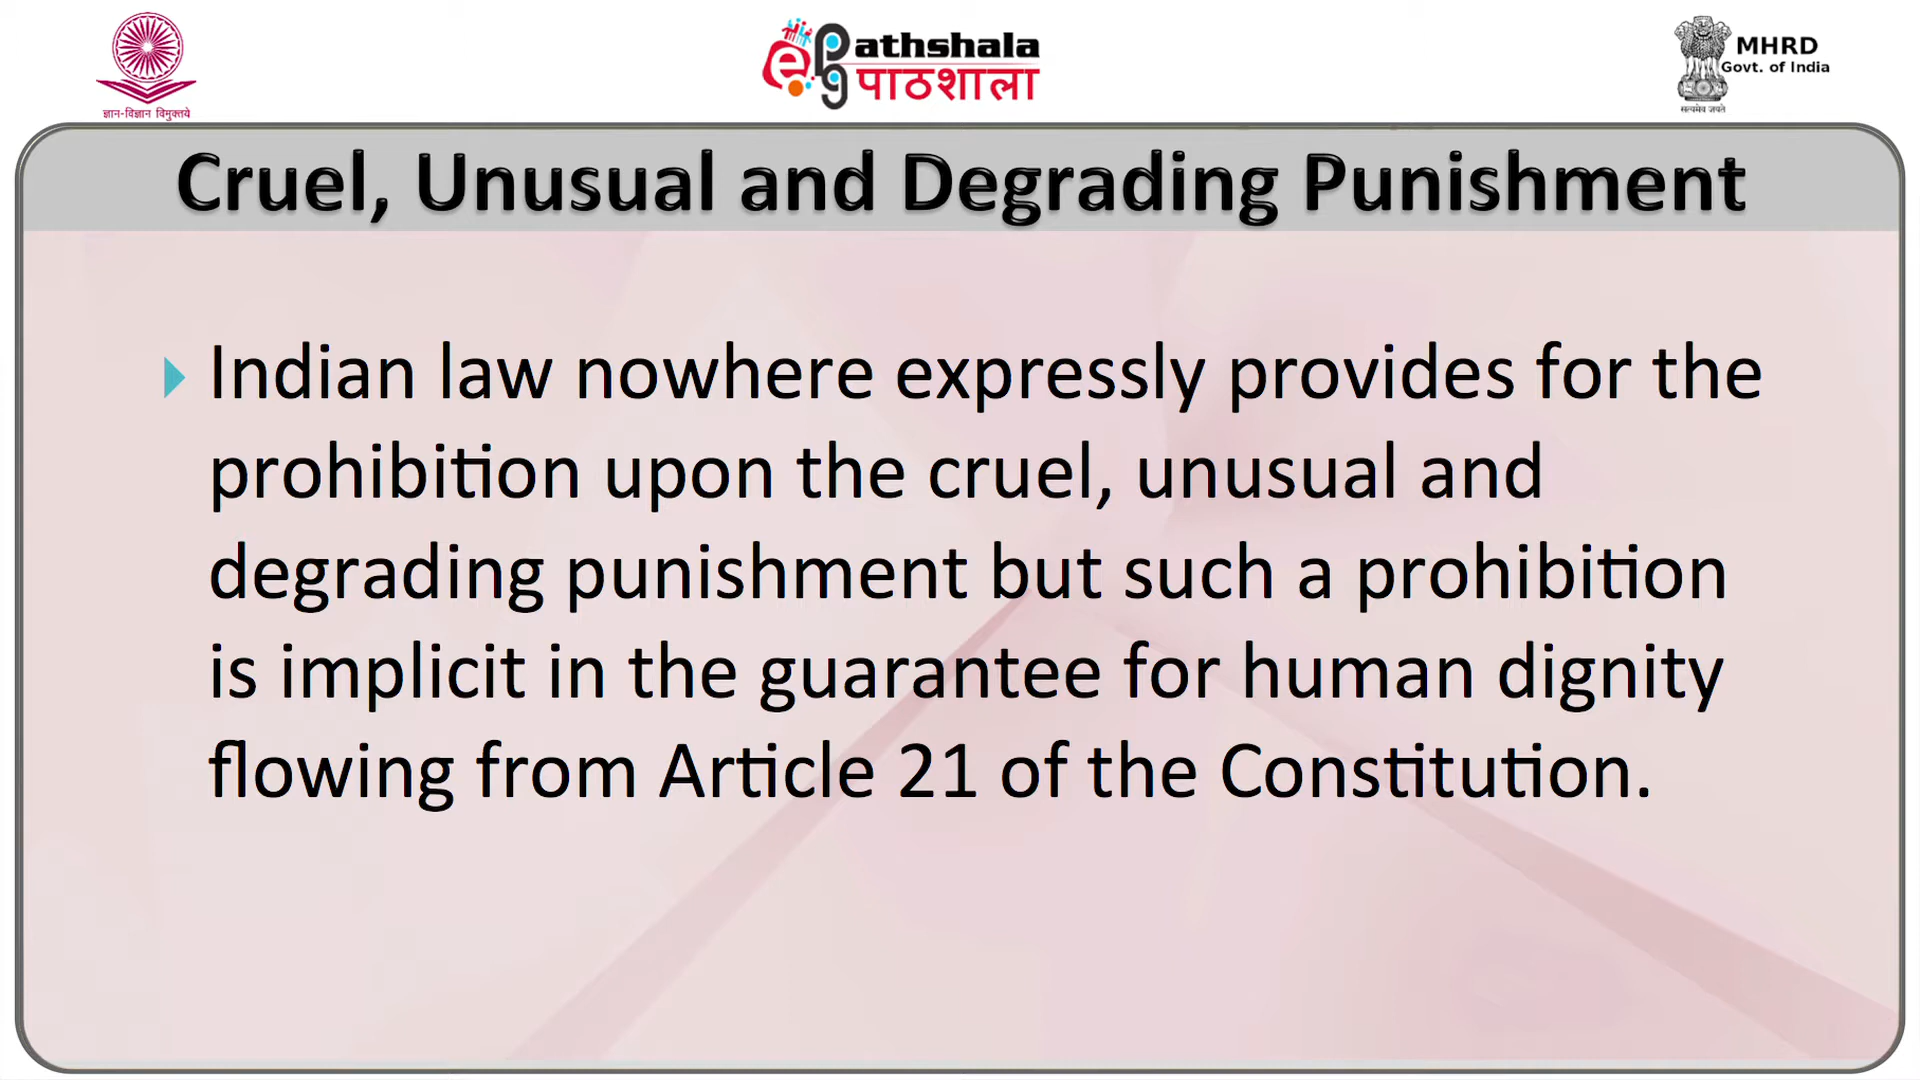 ज्ञान-विज्ञान विमुक्तये
ePathshala
पाठशाला
MHRD
Govt. of India
सत्यमेव जयते
Cruel, Unusual and Degrading Punishment
Indian law nowhere expressly provides for the
prohibition upon the cruel, unusual and
degrading punishment but such a prohibition
is implicit in the guarantee for human dignity
flowing from Article 21 of the Constitution.